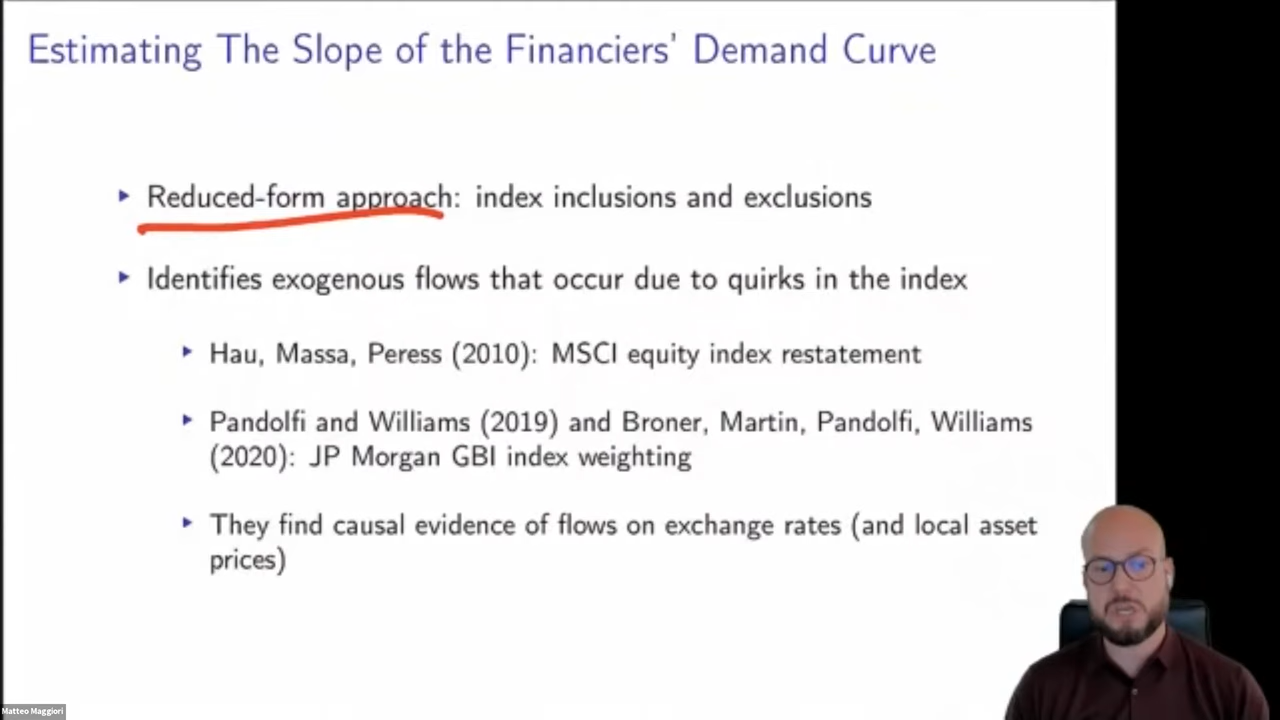 Estimating The Slope of the Financiers' Demand Curve
Reduced-form approach: index inclusions and exclusions
Identifies exogenous flows that occur due to quirks in the index
Hau, Massa, Peress (2010): MSCI equity index restatement
Pandolfi and Williams (2019) and Broner, Martin, Pandolfi, Williams
(2020): JP Morgan GBI index weighting
They find causal evidence of flows on exchange rates (and local asset
prices)
Matteo Maggiori